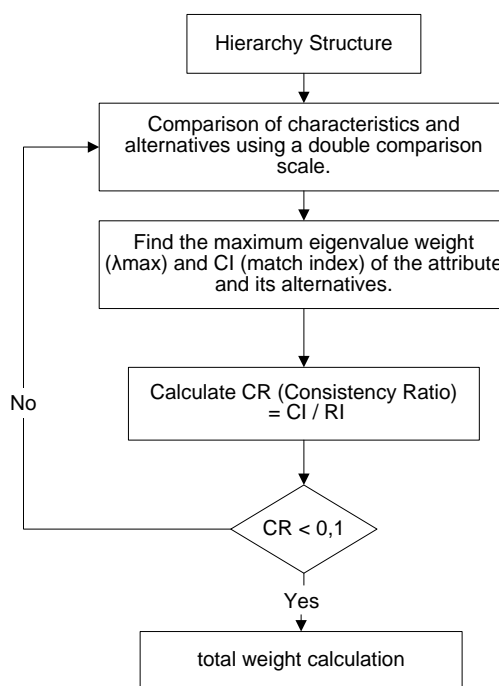 Hierarchy Structure
Comparison of characteristics and
alternatives using a double comparison
scale.
Find the maximum eigenvalue weight
(λmax) and CI (match index) of the attribute
and its alternatives.
Calculate CR (Consistency Ratio)
= CI / RI
No
CR < 0,1
Yes
total weight calculation